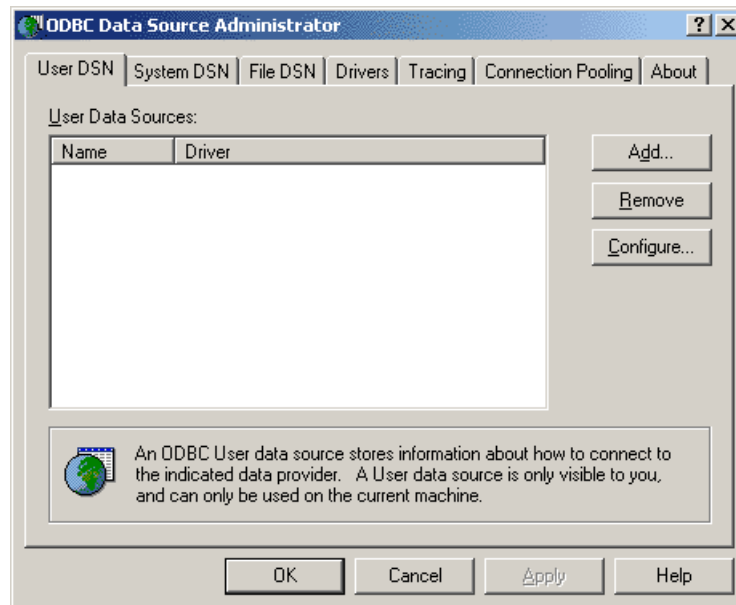 ODBC Data Source Administrator
User DSN System DSN File DSN Drivers Tracing Connection Pooling About
User Data Sources:
Name Driver
Add...
Remove
Configure...
An ODBC User data source stores information about how to connect to
the indicated data provider. A User data source is only visible to you,
and can only be used on the current machine.
OK Cancel Apply Help